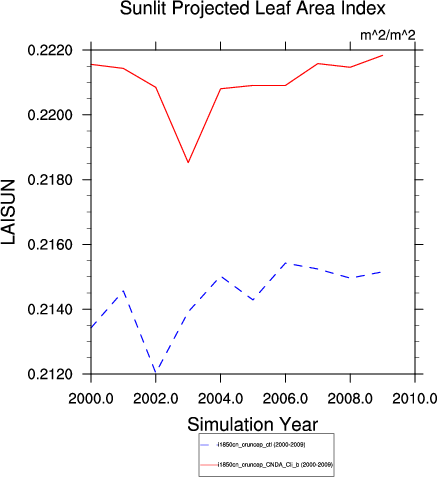 Sunlit Projected Leaf Area Index
m^2/m^2
0.2220
0.2200
0.2180
0.2160
0.2140
0.2120
LAISUN
2000.0 2002.0 2004.0 2006.0 2008.0 2010.0
Simulation Year
i1850cn_cruncep_ctl (2000-2009)
i1850cn_cruncep_CNDA_Cli_b (2000-2009)